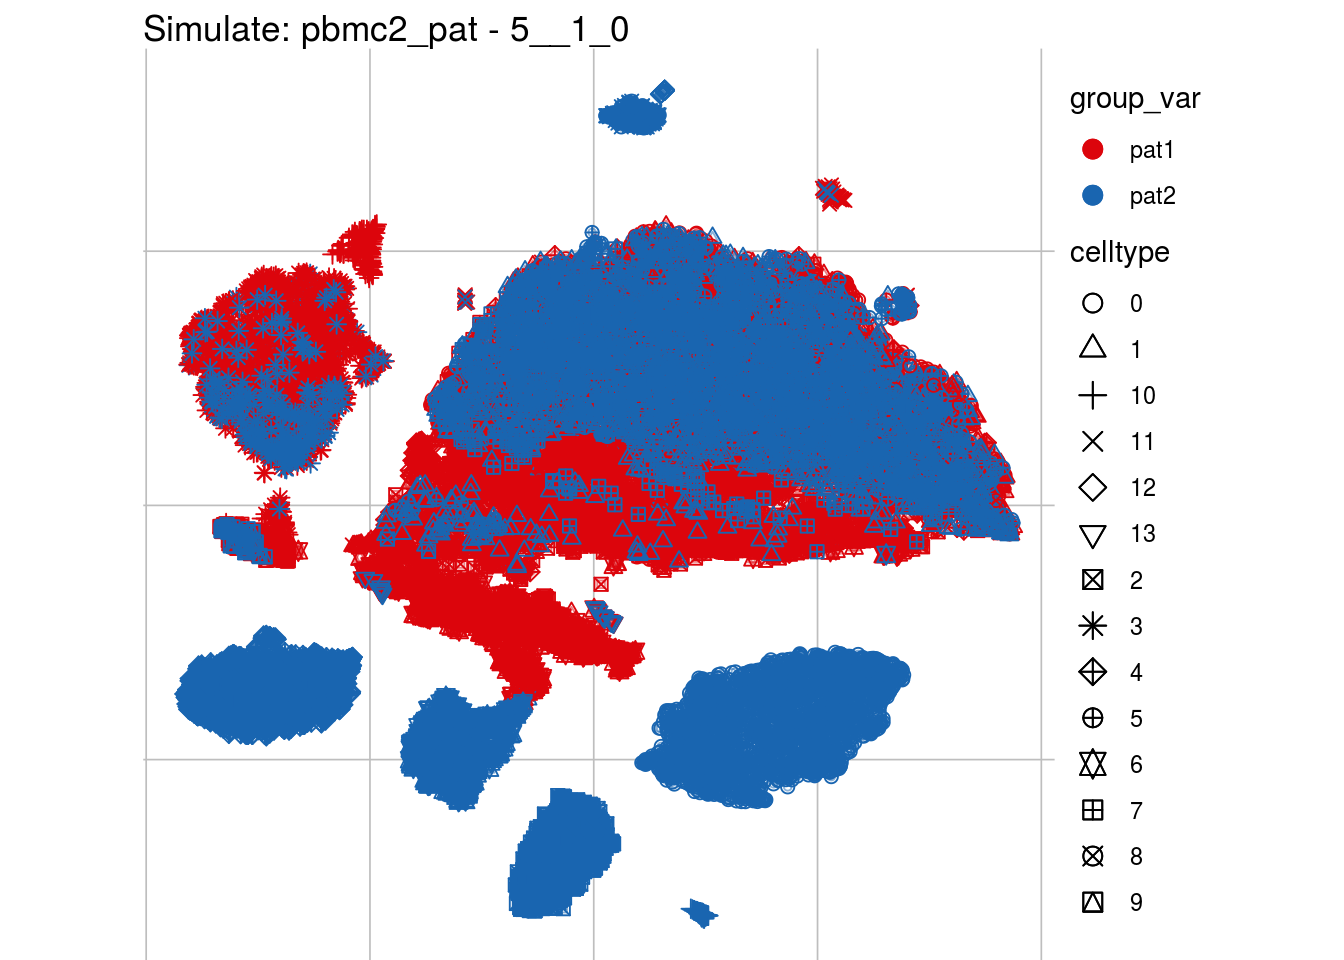 Simulate: pbmc2_pat - 5__1_0
group_var
pat1
pat2
celltype
0
1
10
11
12
13
2
3
4
5
6
7
8
9